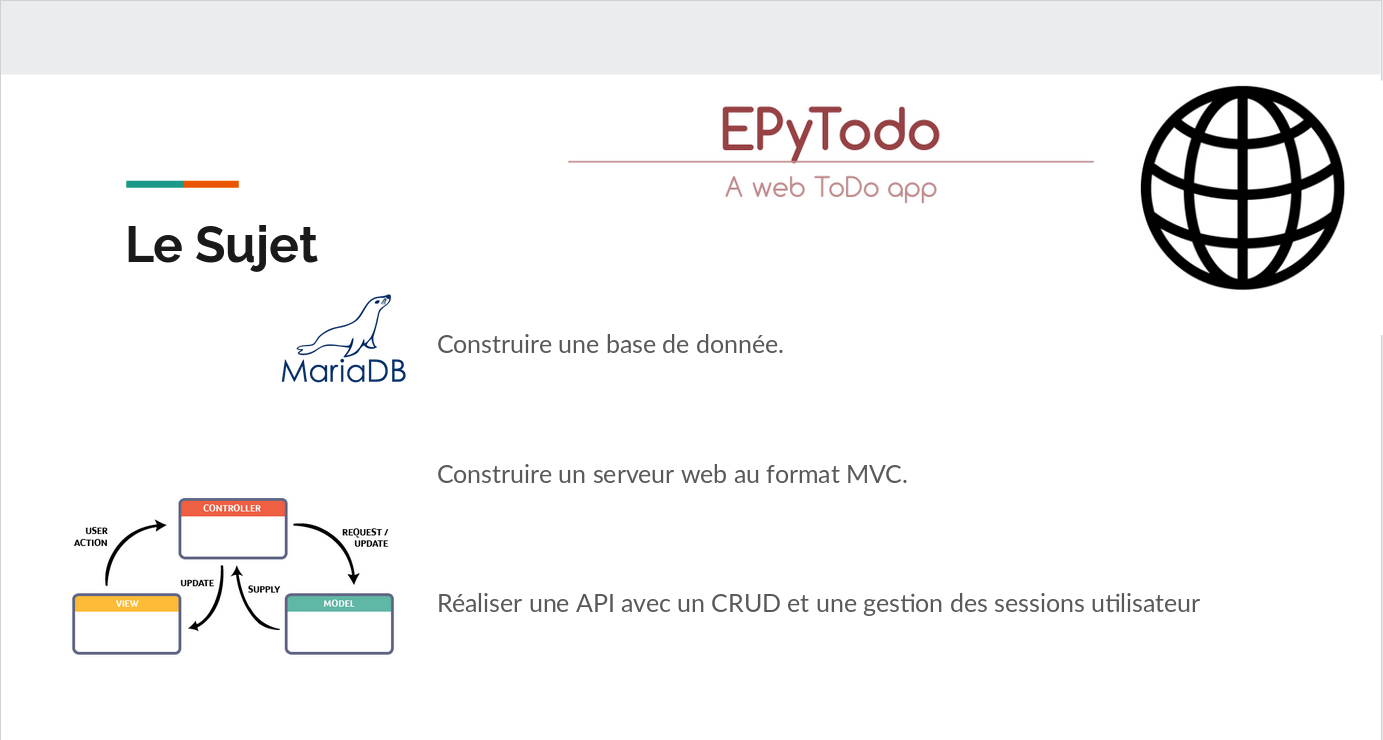 EPyTodo
A web ToDo app
Le Sujet
MariaDB
Construire une base de donnée.
Construire un serveur web au format MVC.
CONTROLLER
USER
ACTION
REQUEST /
UPDATE
UPDATE
SUPPLY
VIEW
MODEL
Réaliser une API avec un CRUD et une gestion des sessions utilisateur